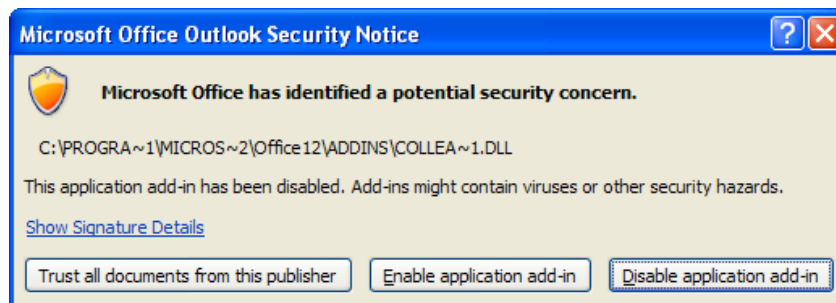 Microsoft Office Outlook Security Notice
Microsoft Office has identified a potential security concern.
C:\PROGRA~1\MICROS~2\Office12\ADDINS\COLLEA~1.DLL
This application add-in has been disabled. Add-ins might contain viruses or other security hazards.
Show Signature Details
Trust all documents from this publisher Enable application add-in Disable application add-in